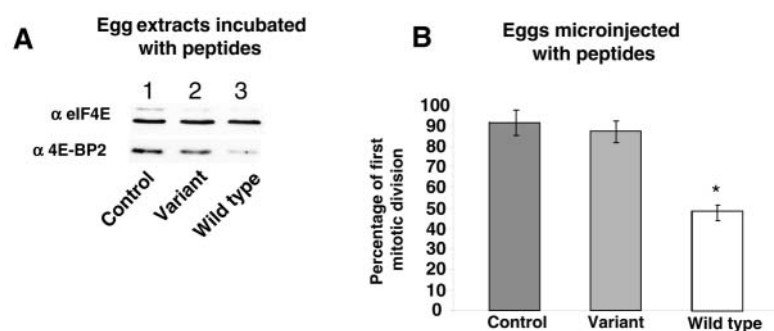 A
Egg extracts incubated
with peptides
1 2 3
α eIF4E
α 4E-BP2
Control
Variant
Wild type
B
Eggs microinjected
with peptides
Percentage of first
mitotic division
100
90
80
70
60
50
40
30
20
10
0
*
Control Variant Wild type